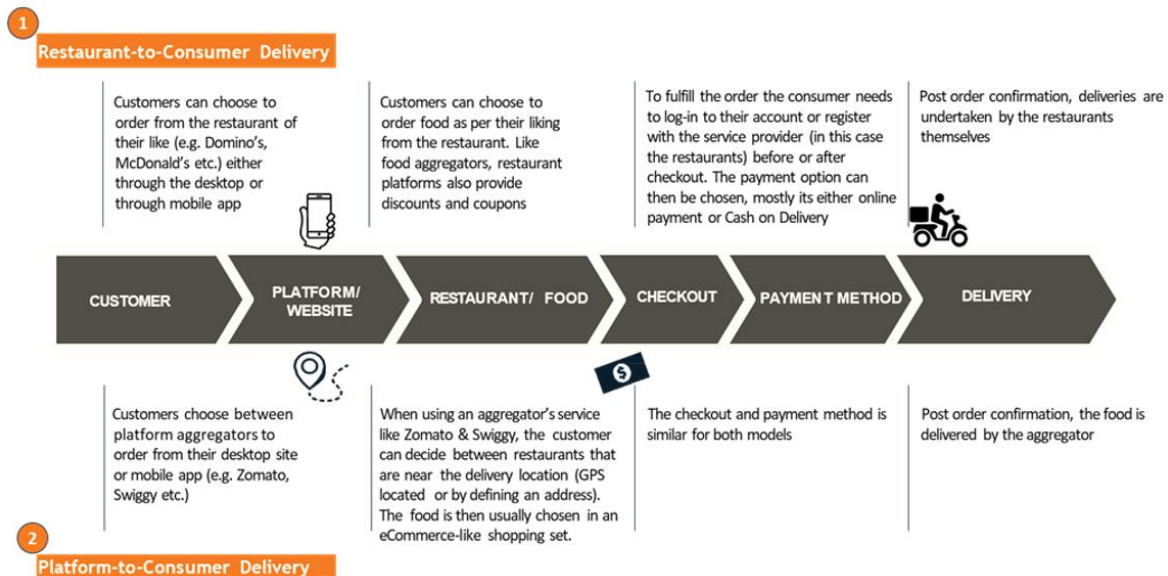 1
Restaurant-to-Consumer Delivery
Customers can choose to
order from the restaurant of
their like (e.g. Domino's,
McDonald's etc.) either
through the desktop or
through mobile app
Customers can choose to
order food as per their liking
from the restaurant. Like
food aggregators, restaurant
platforms also provide
discounts and coupons
To fulfill the order the consumer needs
to log-in to their account or register
with the service provider (in this case
the restaurants) before or after
checkout. The payment option can
then be chosen, mostly its either online
payment or Cash on Delivery
Post order confirmation, deliveries are
undertaken by the restaurants
themselves
CUSTOMER
PLATFORM/
WEBSITE
RESTAURANT/ FOOD
CHECKOUT
PAYMENT METHOD
DELIVERY
$
Customers choose between
platform aggregators to
order from their desktop site
or mobile app (e.g. Zomato,
Swiggy etc.)
When using an aggregator's service
like Zomato & Swiggy, the customer
can decide between restaurants that
are near the delivery location (GPS
located or by defining an address).
The food is then usually chosen in an
eCommerce-like shopping set.
The checkout and payment method is
similar for both models
Post order confirmation, the food is
delivered by the aggregator
2
Platform-to-Consumer Delivery